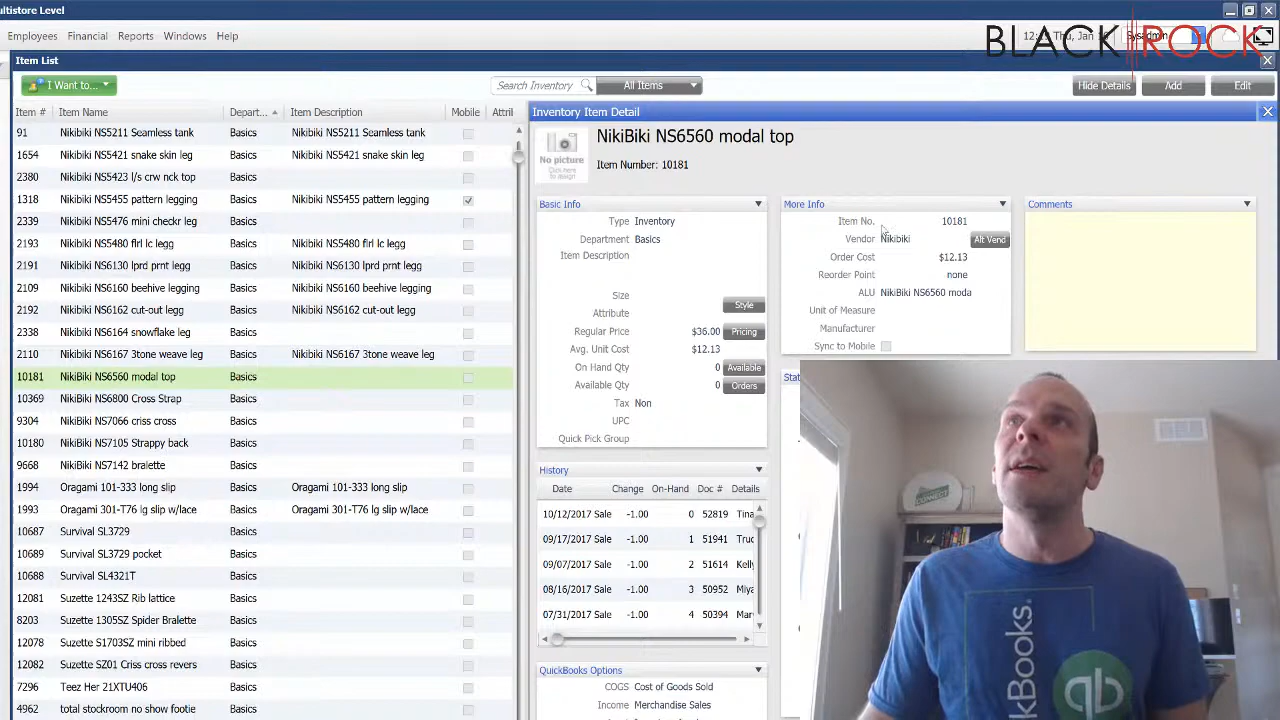 ultistore Level
Employees Financial Reports Windows Help
Sysadmin
BLACK ROCK
Item List
I Want to...
Search Inventory
All Items
Hide Details
Add
Edit
Item # Item Name Depart... Item Description Mobile Attri
91 Nikibiki NS5211 Seamless tank Basics Nikibiki NS5211 Seamless tank
1654 Nikibiki NS5421 snake skin leg Basics Nikibiki NS5421 snake skin leg
2380 Nikibiki NS5423 l/s crw nck top Basics
1318 Nikibiki NS5455 pattern legging Basics Nikibiki NS5455 pattern legging
2339 Nikibiki NS5476 mini checkr leg Basics
2193 Nikibiki NS5480 flrl lc legg Basics Nikibiki NS5480 flrl lc legg
2191 Nikibiki NS6130 lprd prnt legg Basics Nikibiki NS6130 lprd prnt legg
2109 Nikibiki NS6160 beehive legging Basics Nikibiki NS6160 beehive legging
2192 Nikibiki NS6162 cut-out legg Basics Nikibiki NS6162 cut-out legg
2338 Nikibiki NS6164 snowflake leg Basics
2110 Nikibiki NS6167 3tone weave leg Basics Nikibiki NS6167 3tone weave leg
10181 NikiBiki NS6560 modal top Basics
10369 NikiBiki NS6800 Cross Strap Basics
9304 NikiBiki NS7066 criss cross Basics
10180 NikiBiki NS7105 Strappy back Basics
9668 NikiBiki NS7142 bralette Basics
1994 Oragami 101-333 long slip Basics Oragami 101-333 long slip
1993 Oragami 301-T76 lg slip w/lace Basics Oragami 301-T76 lg slip w/lace
10687 Survival SL3729 Basics
10689 Survival SL3729 pocket Basics
10688 Survival SL4321T Basics
12081 Suzette 1243SZ Rib lattice Basics
8203 Suzette 1305SZ Spider Bralette Basics
12078 Suzette S1703SZ mini ribbed Basics
12082 Suzette SZ01 Criss cross revers Basics
7296 Teez Her 21XTU406 Basics
4962 total stockroom no show footie Basics
Inventory Item Detail
No picture
Click here to assign
NikiBiki NS6560 modal top
Item Number: 10181
Basic Info
Type Inventory
Department Basics
Item Description
Size
Style
Attribute
Regular Price $36.00 Pricing
Avg. Unit Cost $12.13
On Hand Qty 0 Available
Available Qty 0 Orders
Tax Non
UPC
Quick Pick Group
More Info
Item No. 10181
Vendor Nikibiki Alt Vend
Order Cost $12.13
Reorder Point none
ALU NikiBiki NS6560 moda
Unit of Measure
Manufacturer
Sync to Mobile
Comments
Stat
History
Date Change On-Hand Doc # Details
10/12/2017 Sale -1.00 0 52819 Tina
09/17/2017 Sale -1.00 1 51941 Truc
09/07/2017 Sale -1.00 2 51614 Kelly
08/16/2017 Sale -1.00 3 50952 Miya
07/31/2017 Sale -1.00 4 50394 Mar
QuickBooks Options
COGS Cost of Goods Sold
Income Merchandise Sales
CONNECT
QuickBooks.
qb